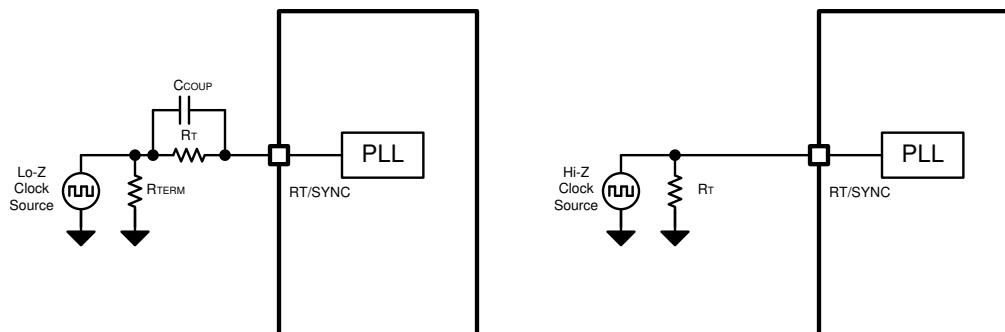 CCOUP
RT
PLL
Lo-Z
Clock
Source
RTERM
RT/SYNC
PLL
Hi-Z
Clock
Source
RT
RT/SYNC